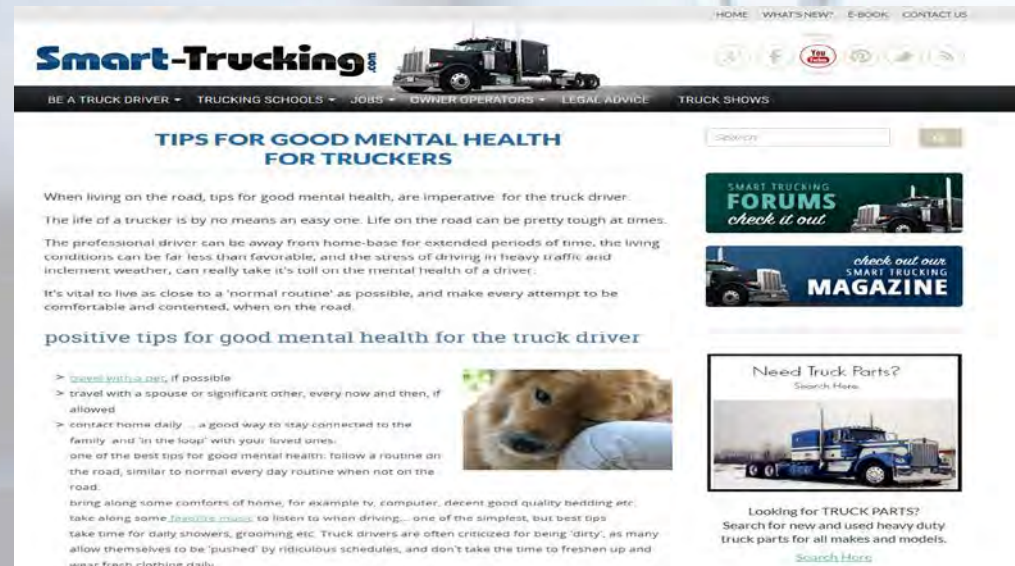 HOME WHAT'S NEW? E-BOOK CONTACT US
Smart-Trucking.com
You Tube
BE A TRUCK DRIVER TRUCKING SCHOOLS JOBS OWNER OPERATORS LEGAL ADVICE TRUCK SHOWS
TIPS FOR GOOD MENTAL HEALTH
FOR TRUCKERS
When living on the road, tips for good mental health, are imperative for the truck driver.
The life of a trucker is by no means an easy one. Life on the road can be pretty tough at times.
The professional driver can be away from home-base for extended periods of time, the living
conditions can be far less than favorable, and the stress of driving in heavy traffic and
inclement weather, can really take it's toll on the mental health of a driver.
It's vital to live as close to a 'normal routine' as possible, and make every attempt to be
comfortable and contented, when on the road.
positive tips for good mental health for the truck driver
> travel with a pet, if possible
> travel with a spouse or significant other, every now and then, if
allowed
> contact home daily ... a good way to stay connected to the
family and 'in the loop' with your loved ones.
one of the best tips for good mental health: follow a routine on
the road, similar to normal every day routine when not on the
road.
bring along some comforts of home, for example tv, computer, decent good quality bedding etc.
take along some favorite music to listen to when driving... one of the simplest, but best tips
take time for daily showers, grooming etc. Truck drivers are often criticized for being 'dirty', as many
allow themselves to be 'pushed' by ridiculous schedules, and don't take the time to freshen up and
wear fresh clothing daily.
Search
SMART TRUCKING
FORUMS
check it out
check out our
SMART TRUCKING
MAGAZINE
Need Truck Parts?
Search Here
Looking for TRUCK PARTS?
Search for new and used heavy duty
truck parts for all makes and models.
Search Here